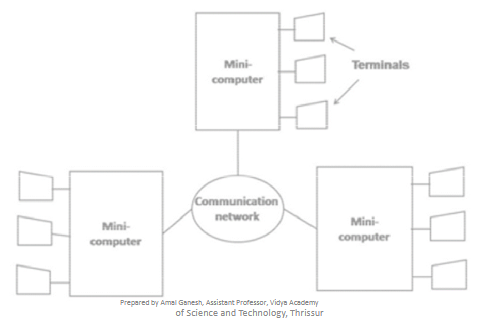 Mini-
computer
Terminals
Communication
network
Mini-
computer
Mini-
computer
Prepared by Amal Ganesh, Assistant Professor, Vidya Academy
of Science and Technology, Thrissur